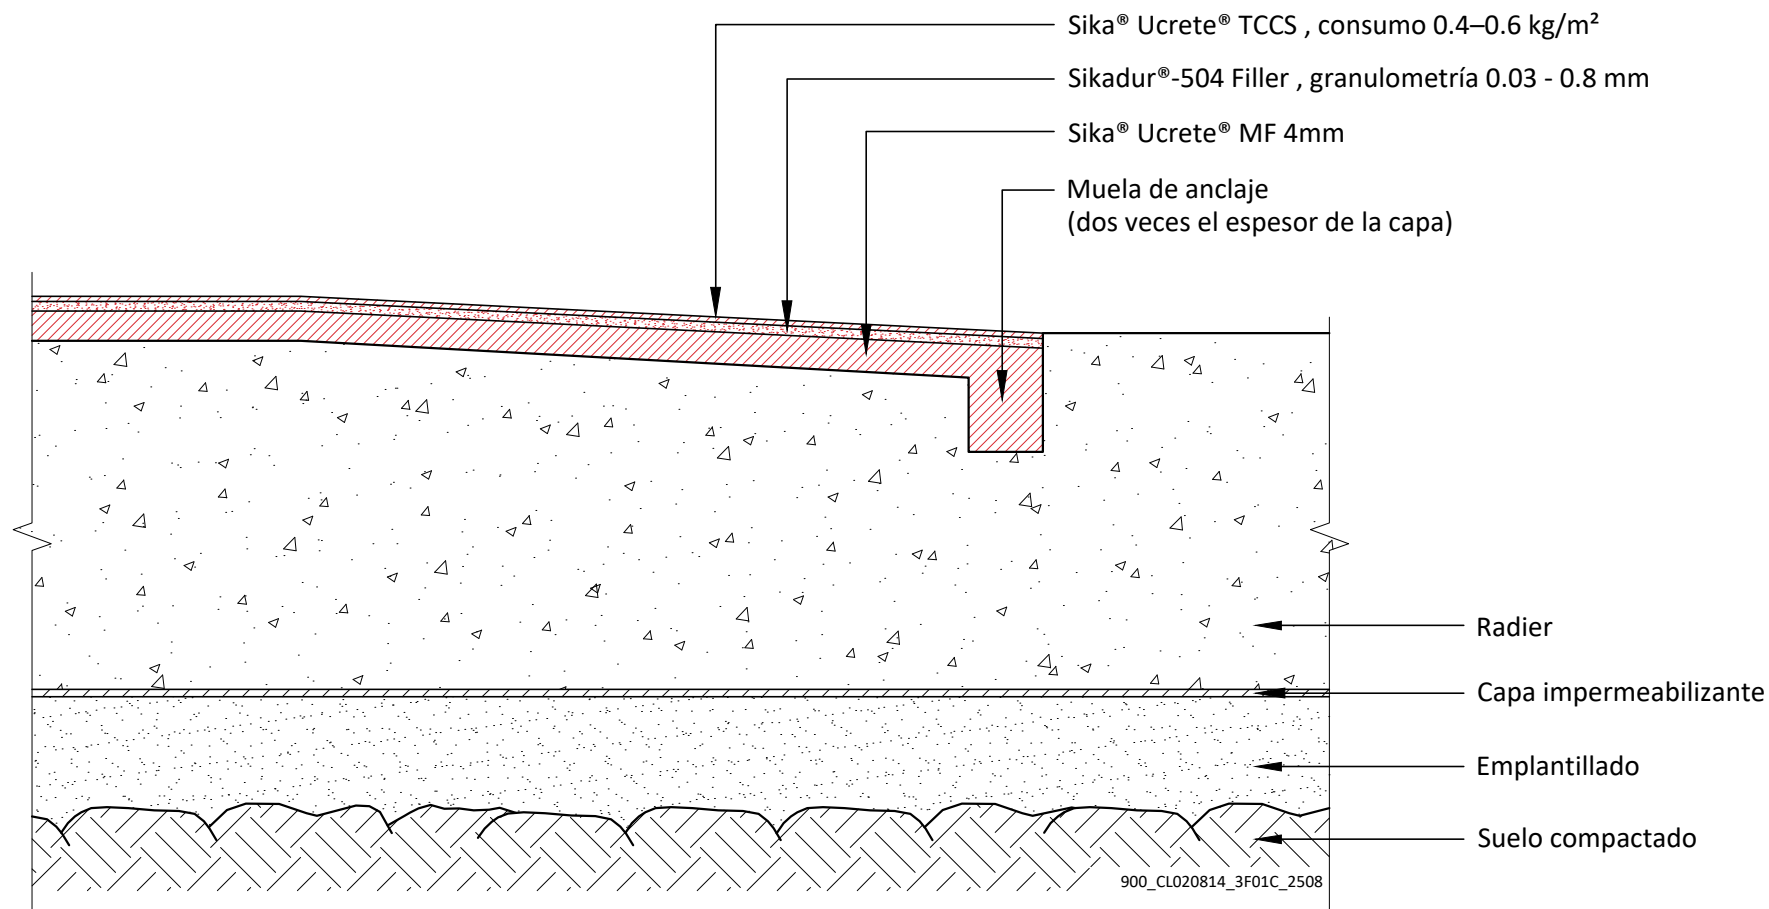 Sika® Ucrete® TCCS , consumo 0.4–0.6 kg/m²
Sikadur®-504 Filler , granulometría 0.03 - 0.8 mm
Sika® Ucrete® MF 4mm
Muela de anclaje
(dos veces el espesor de la capa)
Radier
Capa impermeabilizante
Emplantillado
Suelo compactado
900_CL020814_3F01C_2508